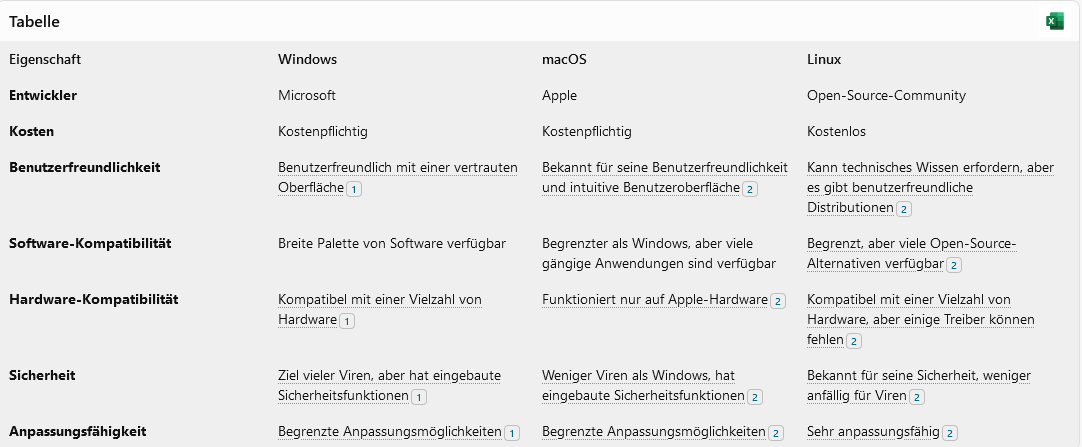 Tabelle
Eigenschaft Windows macOS Linux
Entwickler Microsoft Apple Open-Source-Community
Kosten Kostenpflichtig Kostenpflichtig Kostenlos
Benutzerfreundlichkeit Benutzerfreundlich mit einer vertrauten Bekannt für seine Benutzerfreundlichkeit Kann technisches Wissen erfordern, aber
Oberfläche 1 und intuitive Benutzeroberfläche 2 es gibt benutzerfreundliche
Distributionen 2
Software-Kompatibilität Breite Palette von Software verfügbar Begrenzter als Windows, aber viele Begrenzt, aber viele Open-Source-
gängige Anwendungen sind verfügbar Alternativen verfügbar 2
Hardware-Kompatibilität Kompatibel mit einer Vielzahl von Funktioniert nur auf Apple-Hardware 2 Kompatibel mit einer Vielzahl von
Hardware 1 Hardware, aber einige Treiber können
fehlen 2
Sicherheit Ziel vieler Viren, aber hat eingebaute Weniger Viren als Windows, hat Bekannt für seine Sicherheit, weniger
Sicherheitsfunktionen 1 eingebaute Sicherheitsfunktionen 2 anfällig für Viren 2
Anpassungsfähigkeit Begrenzte Anpassungsmöglichkeiten 1 Begrenzte Anpassungsmöglichkeiten 2 Sehr anpassungsfähig 2